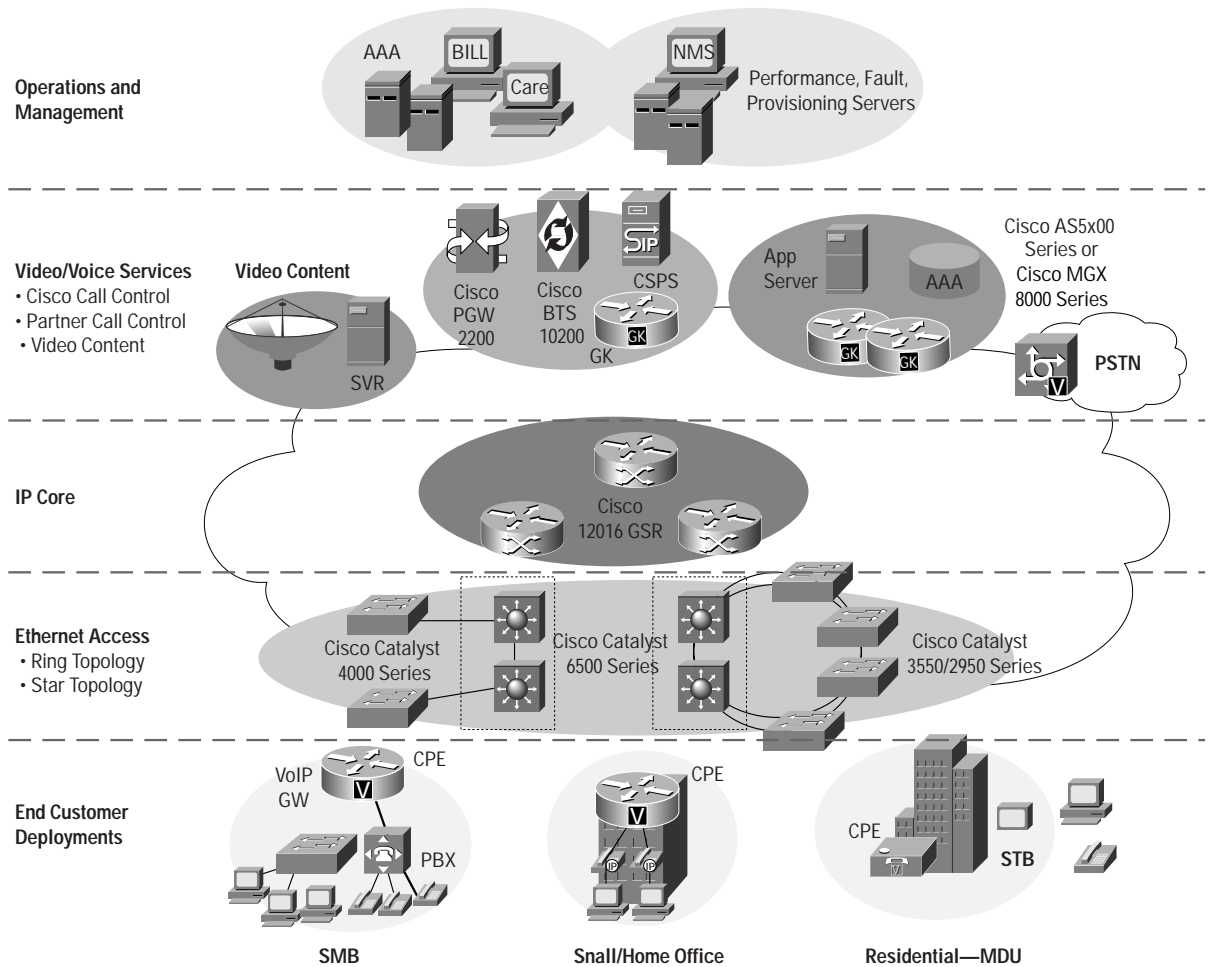 Operations and
Management
AAA
BILL
Care
NMS
Performance, Fault,
Provisioning Servers
Video/Voice Services
• Cisco Call Control
• Partner Call Control
• Video Content
Video Content
SVR
Cisco
PGW
2200
Cisco
BTS
10200
SIP
CSPS
GK
GK
App
Server
AAA
GK
GK
Cisco AS5x00
Series or
Cisco MGX
8000 Series
V
PSTN
IP Core
Cisco
12016 GSR
Ethernet Access
• Ring Topology
• Star Topology
Cisco Catalyst
4000 Series
Cisco Catalyst
6500 Series
Cisco Catalyst
3550/2950 Series
End Customer
Deployments
VoIP
GW
CPE
V
PBX
SMB
CPE
V
IP
IP
Snall/Home Office
CPE
V
STB
Residential—MDU